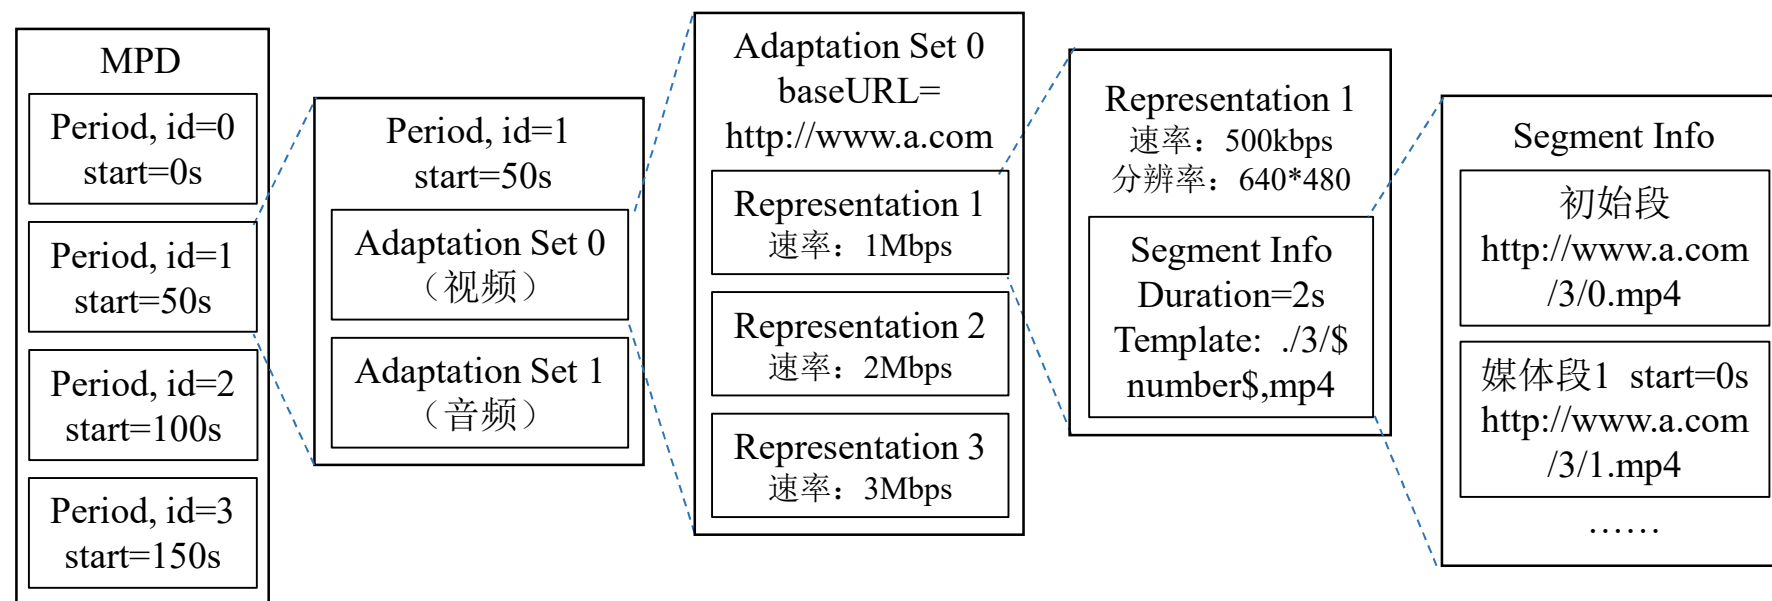 MPD
Period, id=0
start=0s
Period, id=1
start=50s
Period, id=2
start=100s
Period, id=3
start=150s
Period, id=1
start=50s
Adaptation Set 0
（视频）
Adaptation Set 1
（音频）
Adaptation Set 0
baseURL=
http://www.a.com
Representation 1
速率：1Mbps
Representation 2
速率：2Mbps
Representation 3
速率：3Mbps
Representation 1
速率：500kbps
分辨率：640*480
Segment Info
Duration=2s
Template: ./3/$
number$,mp4
Segment Info
初始段
http://www.a.com
/3/0.mp4
媒体段1 start=0s
http://www.a.com
/3/1.mp4
……